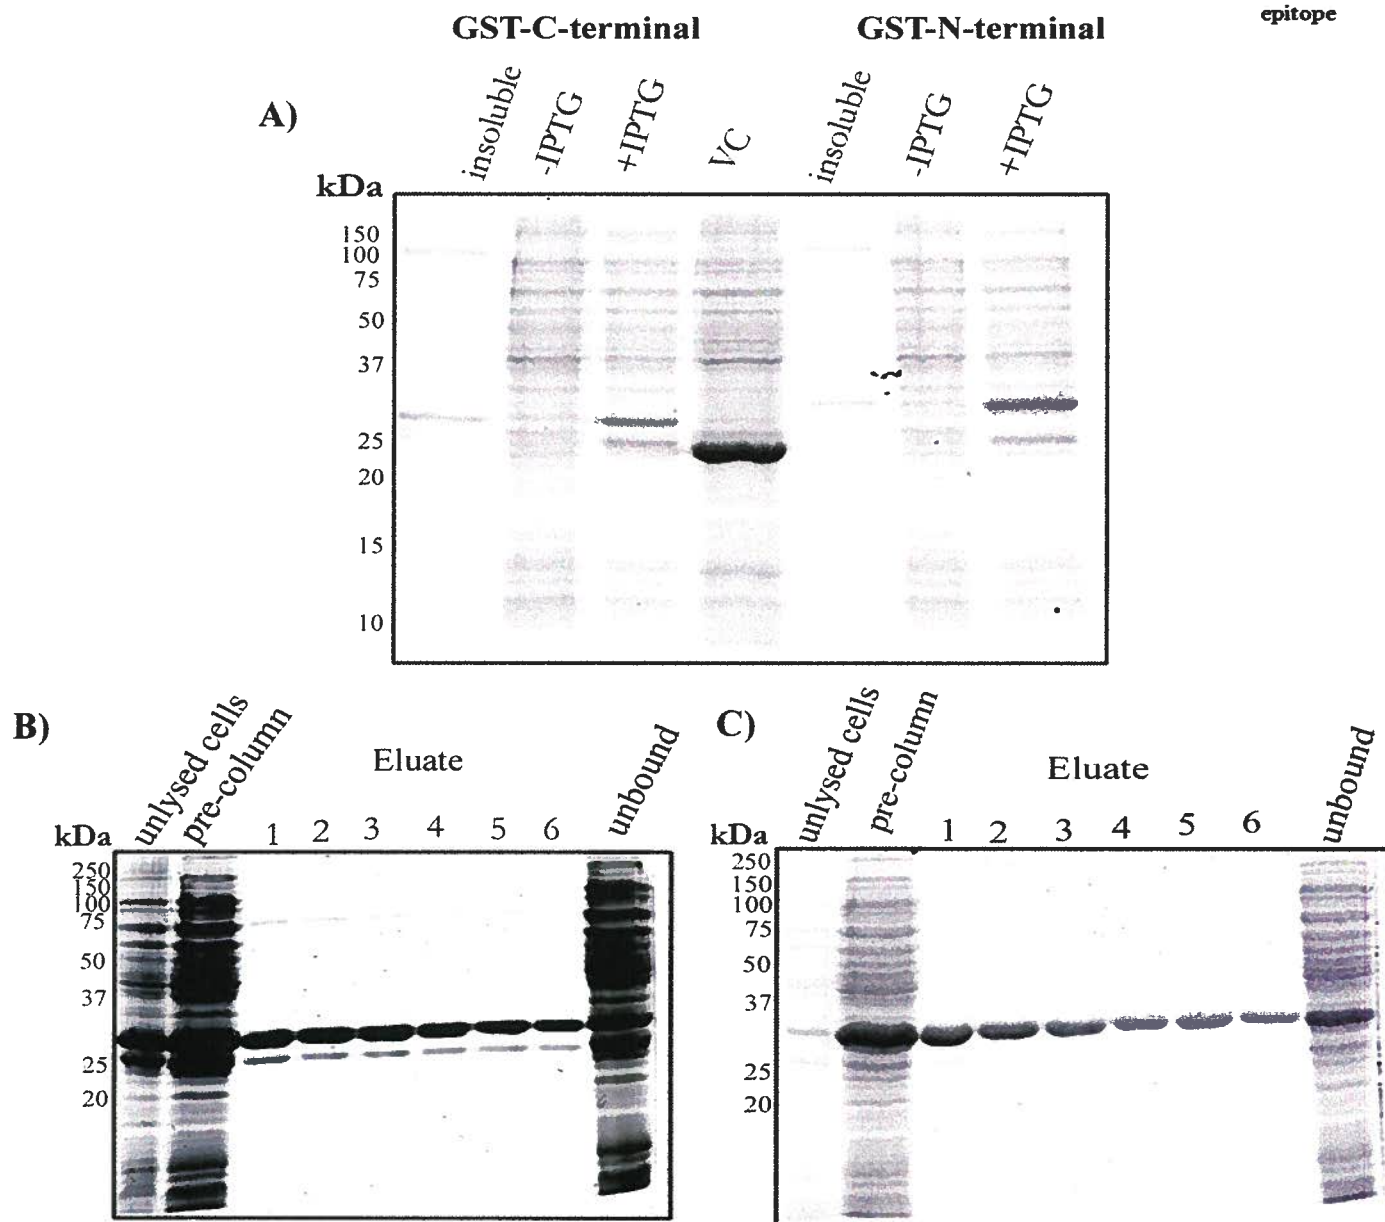 epitope
GST-C-terminal GST-N-terminal
A)
insoluble -IPTG +IPTG VC insoluble -IPTG +IPTG
kDa
150
100
75
50
37
25
20
15
10
B)
unlysed cells pre-column Eluate unbound
kDa 1 2 3 4 5 6
250
150
100
75
50
37
25
20
C)
unlysed cells pre-column Eluate unbound
kDa 1 2 3 4 5 6
250
150
100
75
50
37
25
20